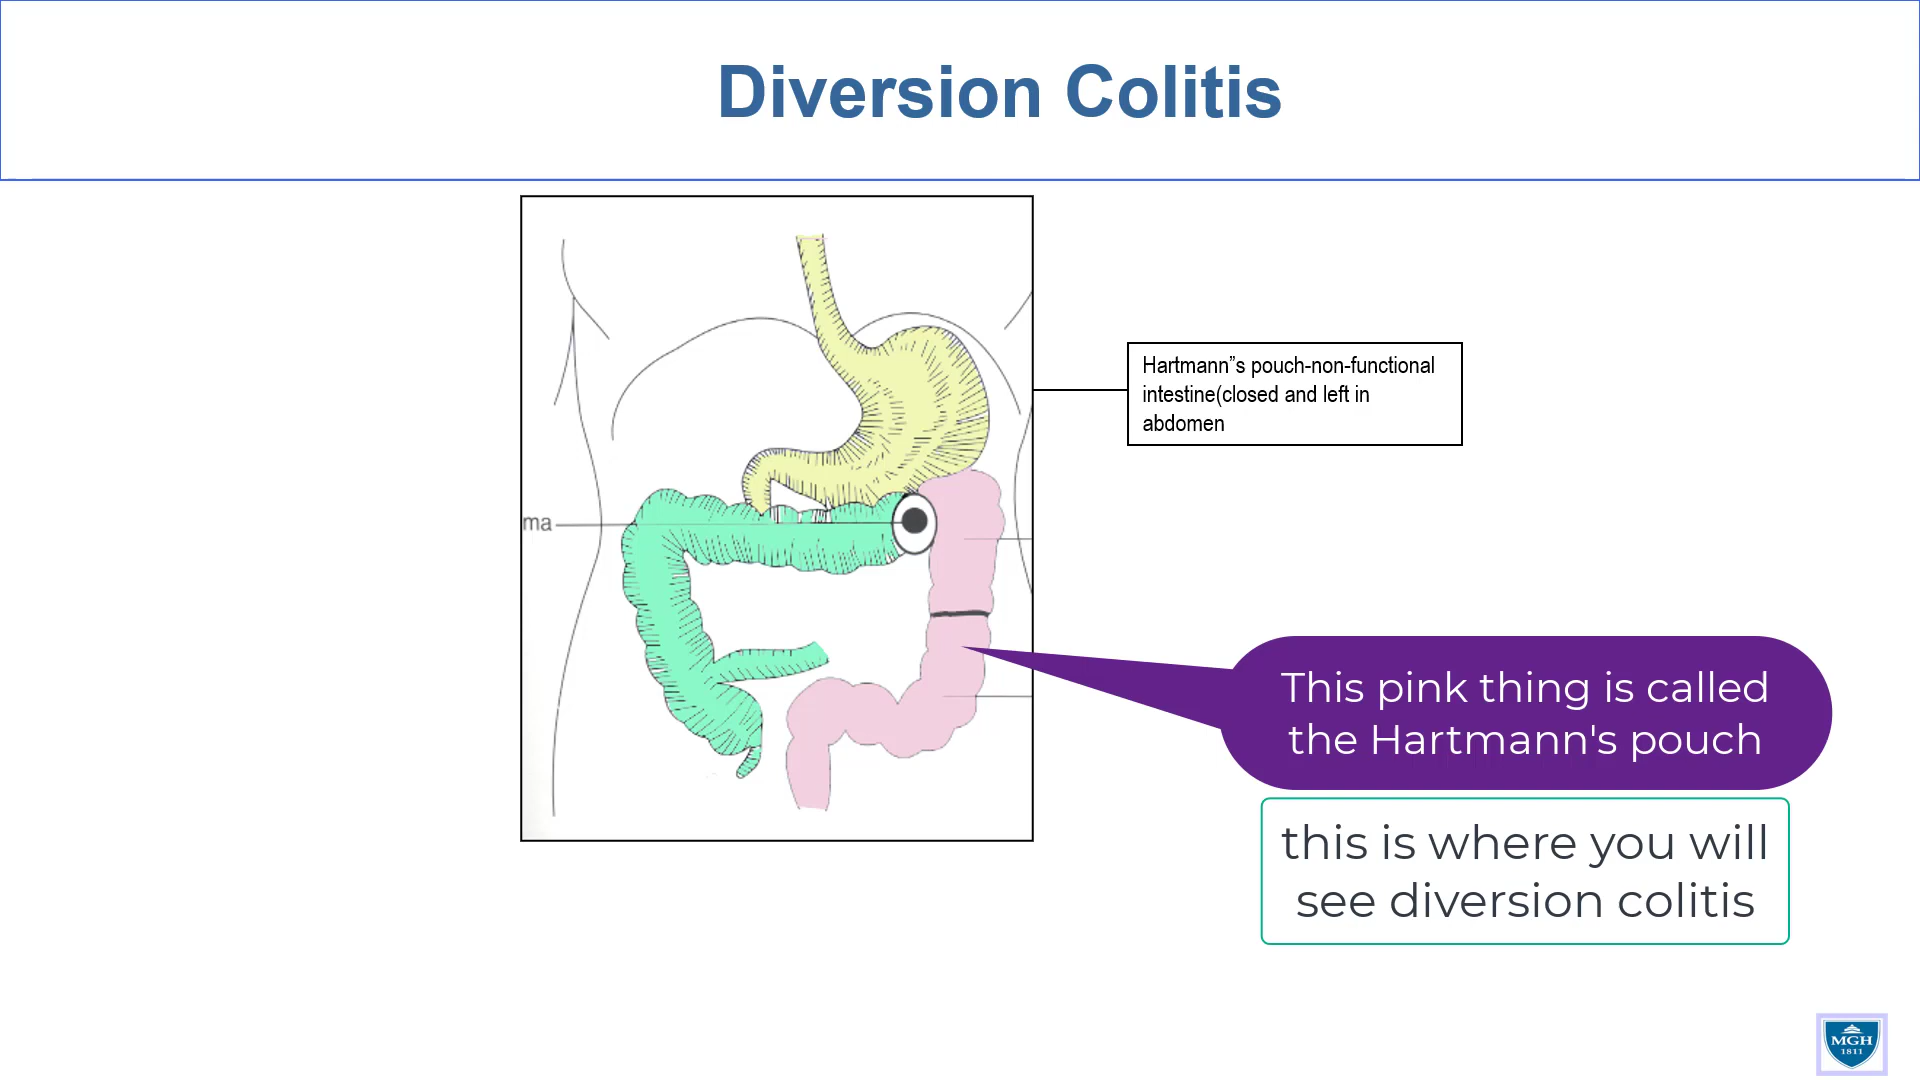 Diversion Colitis
Hartmann”s pouch-non-functional
intestine(closed and left in
abdomen
ma
This pink thing is called
the Hartmann's pouch
this is where you will
see diversion colitis
MGH
1811